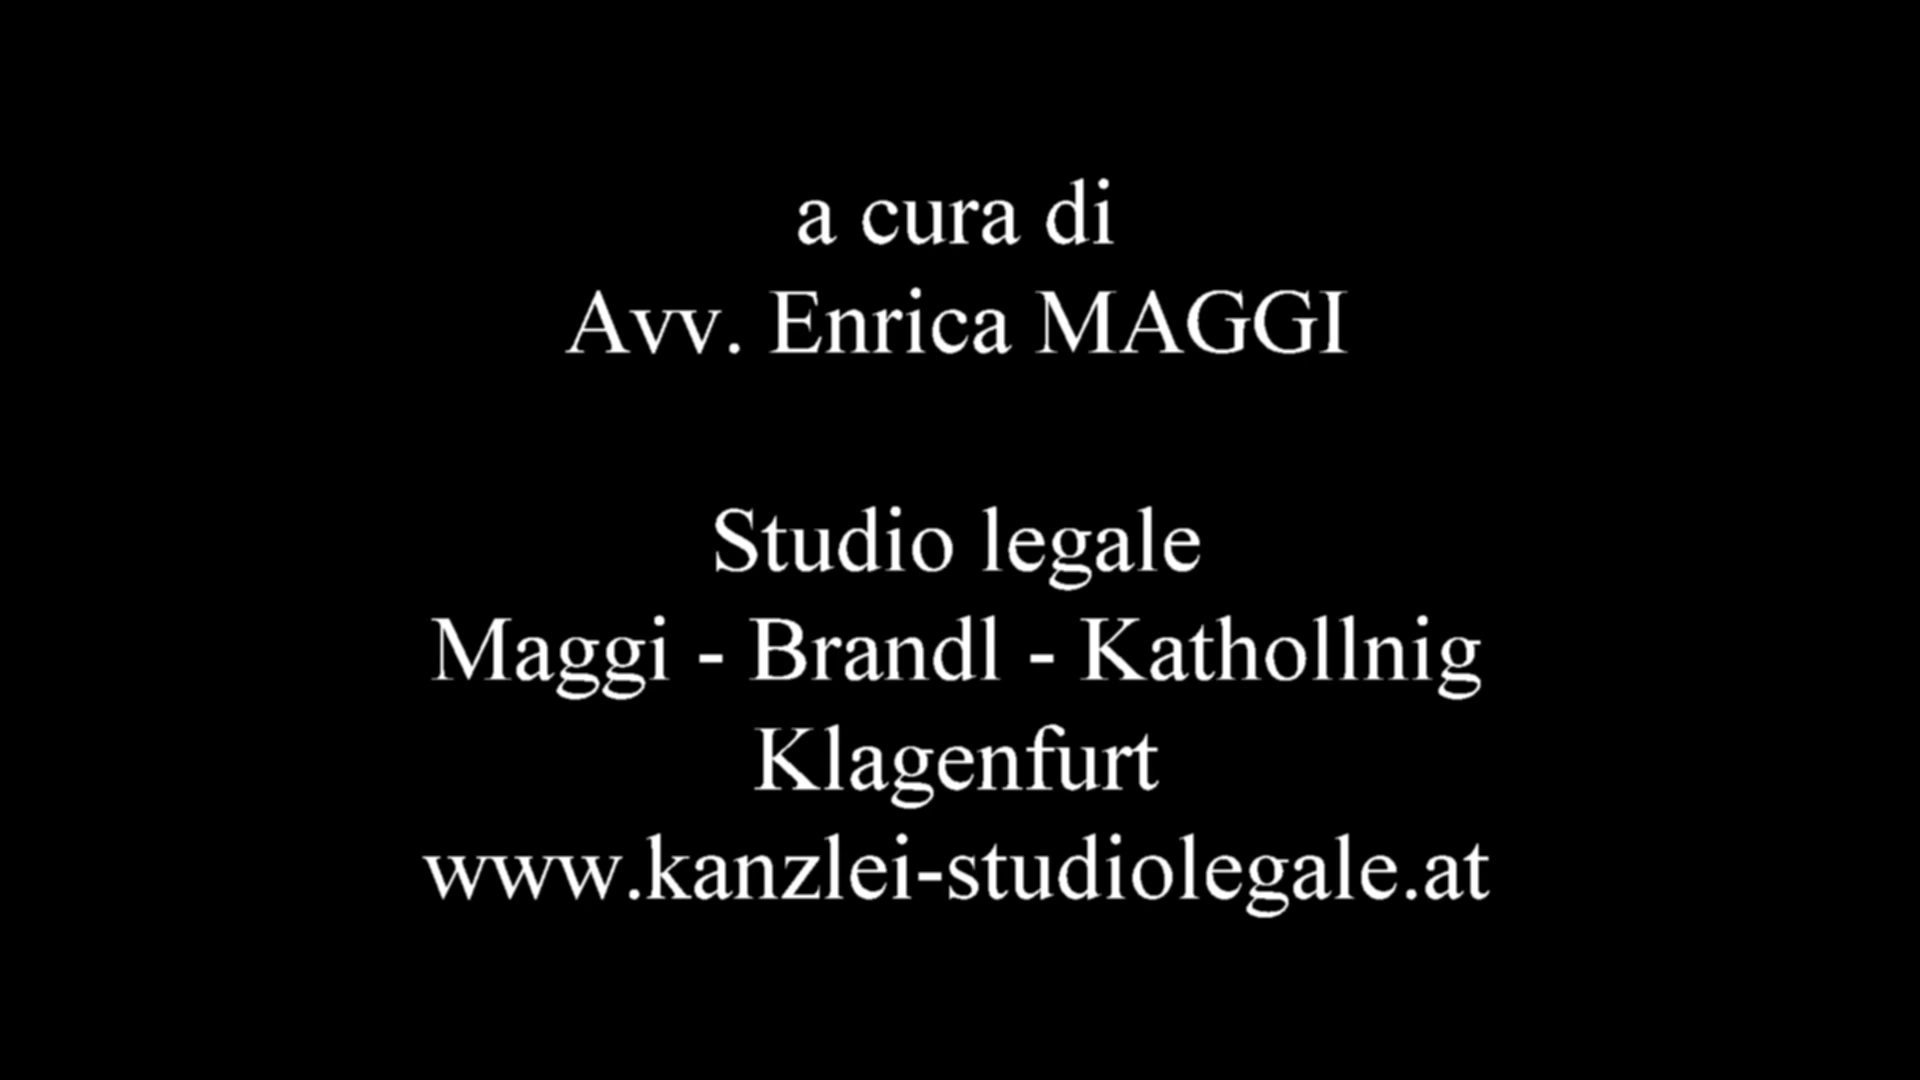 a cura di
Avv. Enrica MAGGI
Studio legale
Maggi - Brandl - Kathollnig
Klagenfurt
www.kanzlei-studiolegale.at